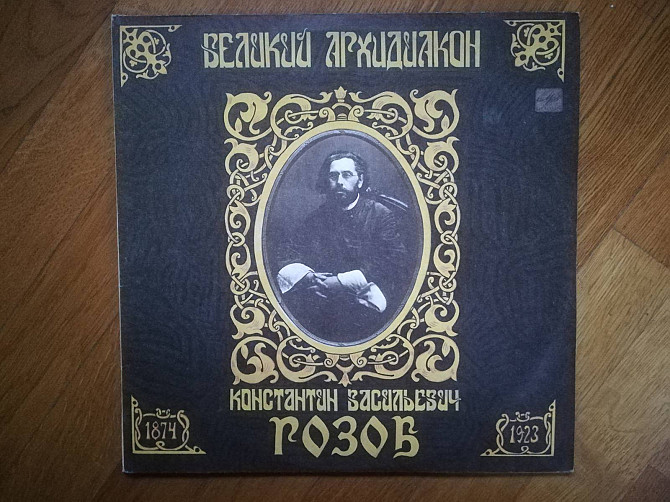 ВЕЛИКИЙ АРХИДИАКОН
КОНСТАНТИН ВАСИЛЬЕВИЧ
РОЗОВ
1874
1923